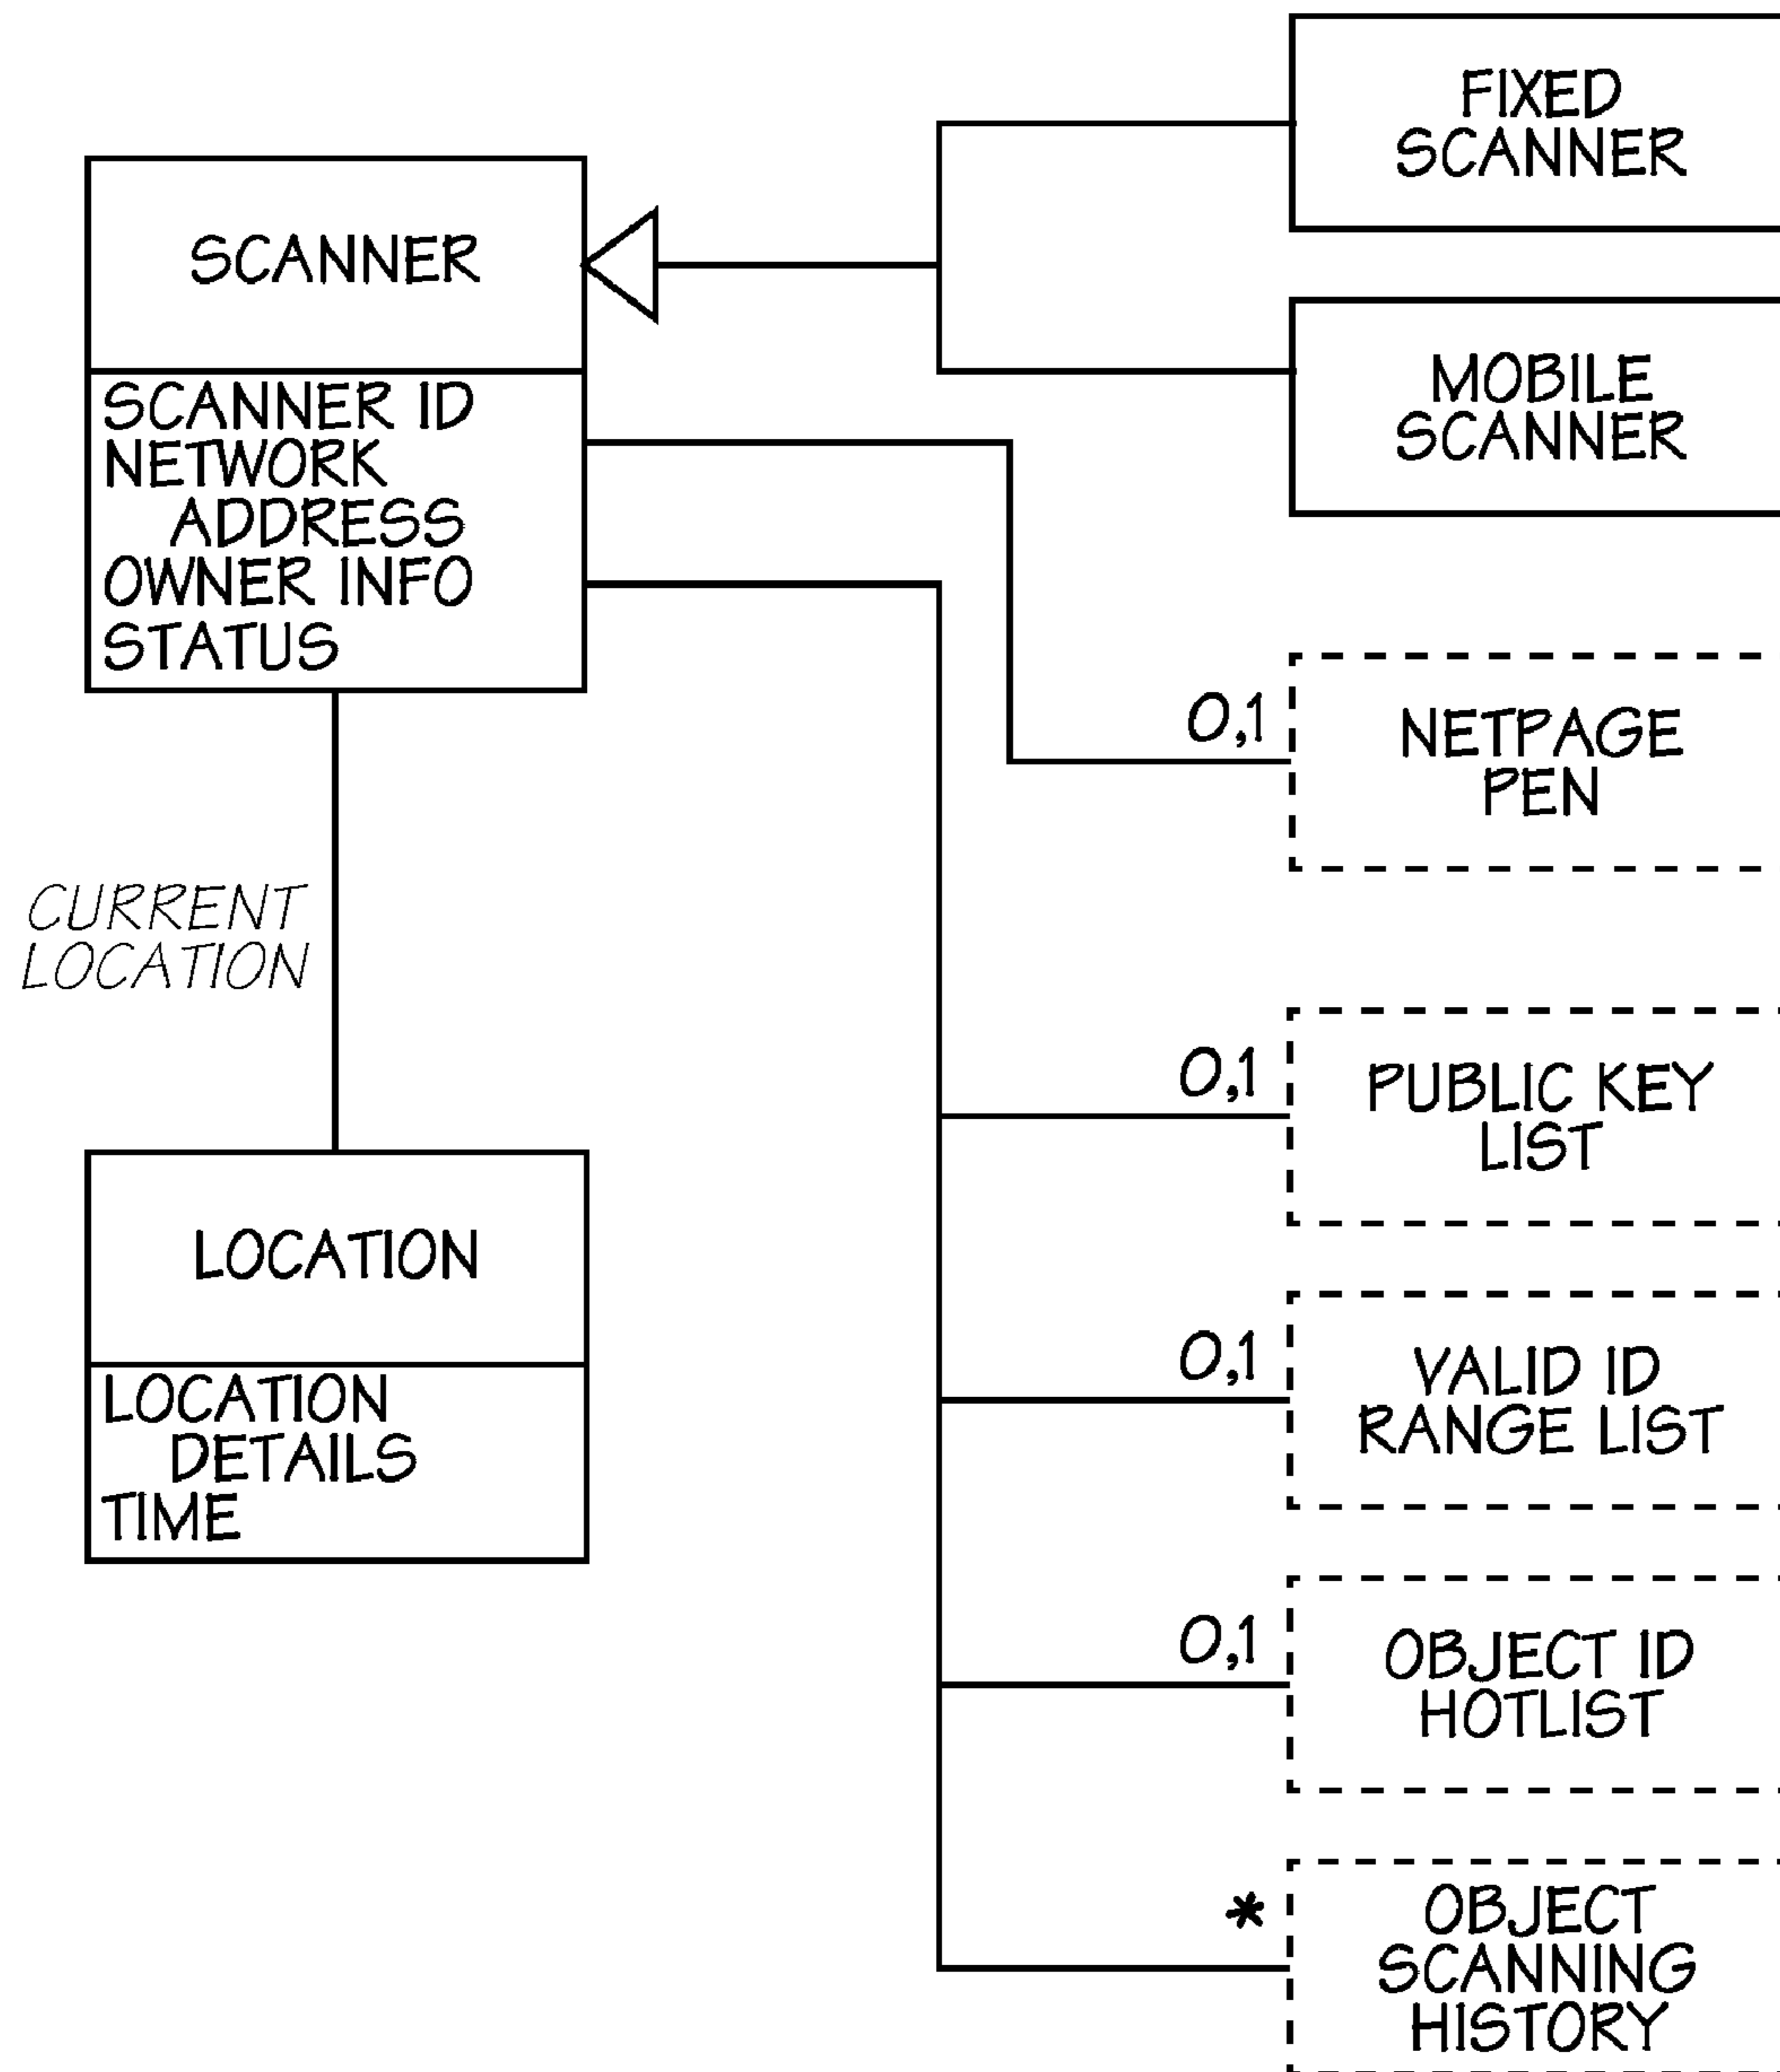 FIXED
SCANNER
SCANNER
MOBILE
SCANNER
SCANNER ID
NETWORK
ADDRESS
OWNER INFO
STATUS
0,1
NETPAGE
PEN
CURRENT
LOCATION
0,1
PUBLIC KEY
LIST
LOCATION
0,1
VALID ID
RANGE LIST
LOCATION
DETAILS
TIME
0,1
OBJECT ID
HOTLIST
*
OBJECT
SCANNING
HISTORY